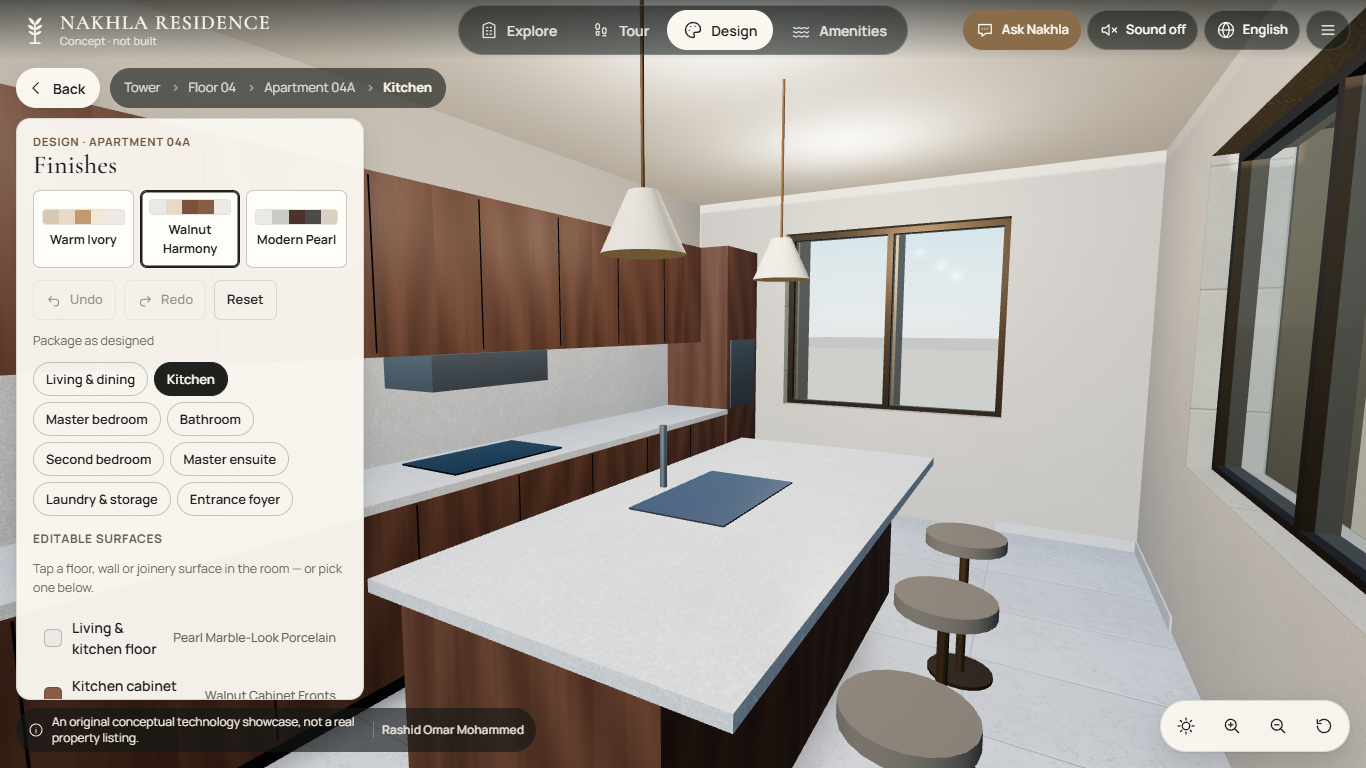 NAKHLA RESIDENCE
Concept · not built
Explore
Tour
Design
Amenities
Ask Nakhla
Sound off
English
Back
Tower > Floor 04 > Apartment 04A > Kitchen
DESIGN · APARTMENT 04A
Finishes
Warm Ivory
Walnut
Harmony
Modern Pearl
Undo
Redo
Reset
Package as designed
Living & dining
Kitchen
Master bedroom
Bathroom
Second bedroom
Master ensuite
Laundry & storage
Entrance foyer
EDITABLE SURFACES
Tap a floor, wall or joinery surface in the room — or pick
one below.
Living &
kitchen floor
Pearl Marble-Look Porcelain
Kitchen cabinet
Walnut Cabinet Fronts
An original conceptual technology showcase, not a real
property listing.
Rashid Omar Mohammed